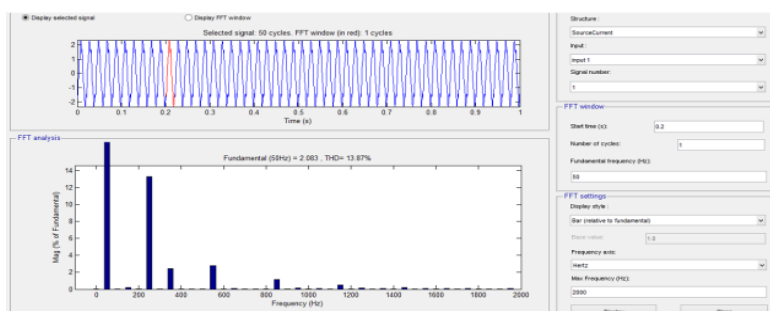 Display selected signal
Display FFT window
Selected signal: 50 cycles. FFT window (in red): 1 cycles
2
1
0
-1
-2
0 0.1 0.2 0.3 0.4 0.5 0.6 0.7 0.8 0.9 1
Time (s)
FFT analysis
Fundamental (50Hz) = 2.083 , THD= 13.87%
14
12
10
8
6
4
2
0
Mag (% of Fundamental)
0 200 400 600 800 1000 1200 1400 1600 1800 2000
Frequency (Hz)
Structure :
SourceCurrent
Input :
input 1
Signal number:
1
FFT window
Start time (s): 0.2
Number of cycles: 1
Fundamental frequency (Hz):
50
FFT settings
Display style :
Bar (relative to fundamental)
Base value: 1.0
Frequency axis:
Hertz
Max Frequency (Hz):
2000